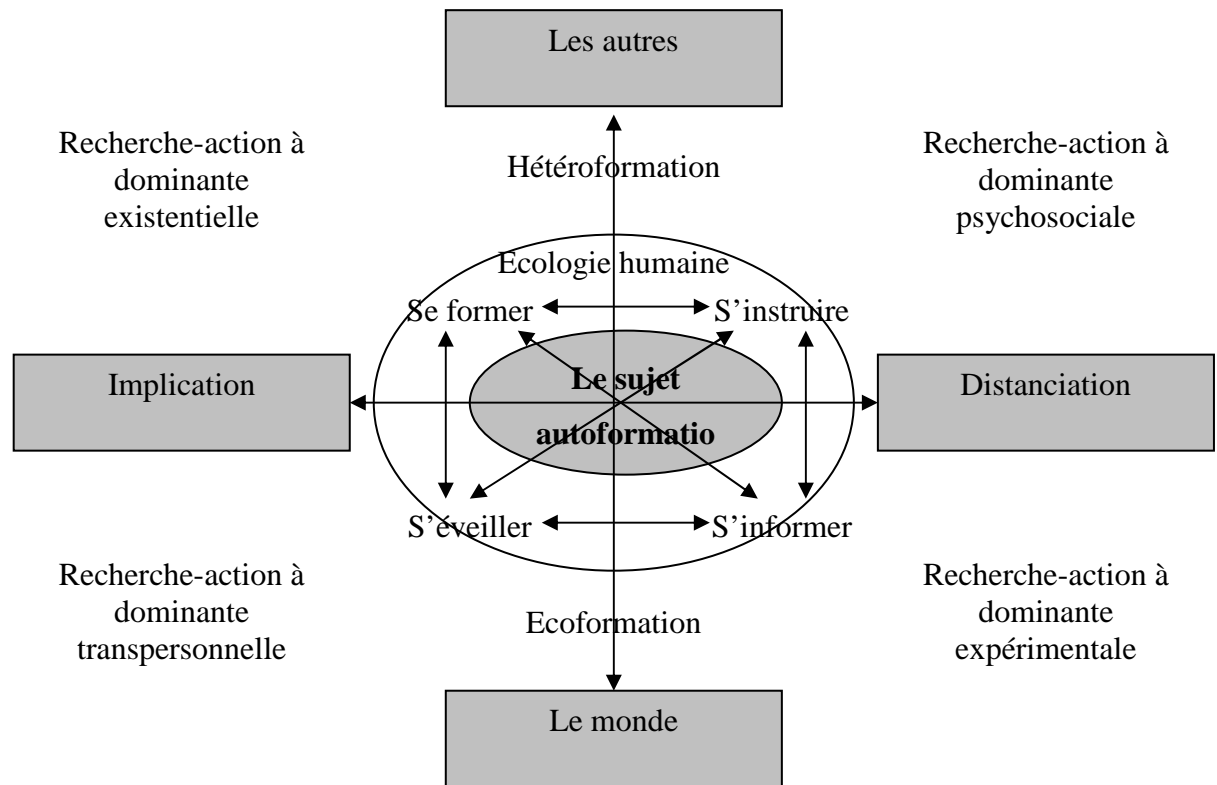 Les autres
Recherche-action à
dominante
existentielle
Hétéroformation
Recherche-action à
dominante
psychosociale
Ecologie humaine
Se former
S’instruire
Implication
Le sujet
autoformatio
Distanciation
S’éveiller
S’informer
Recherche-action à
dominante
transpersonnelle
Ecoformation
Recherche-action à
dominante
expérimentale
Le monde